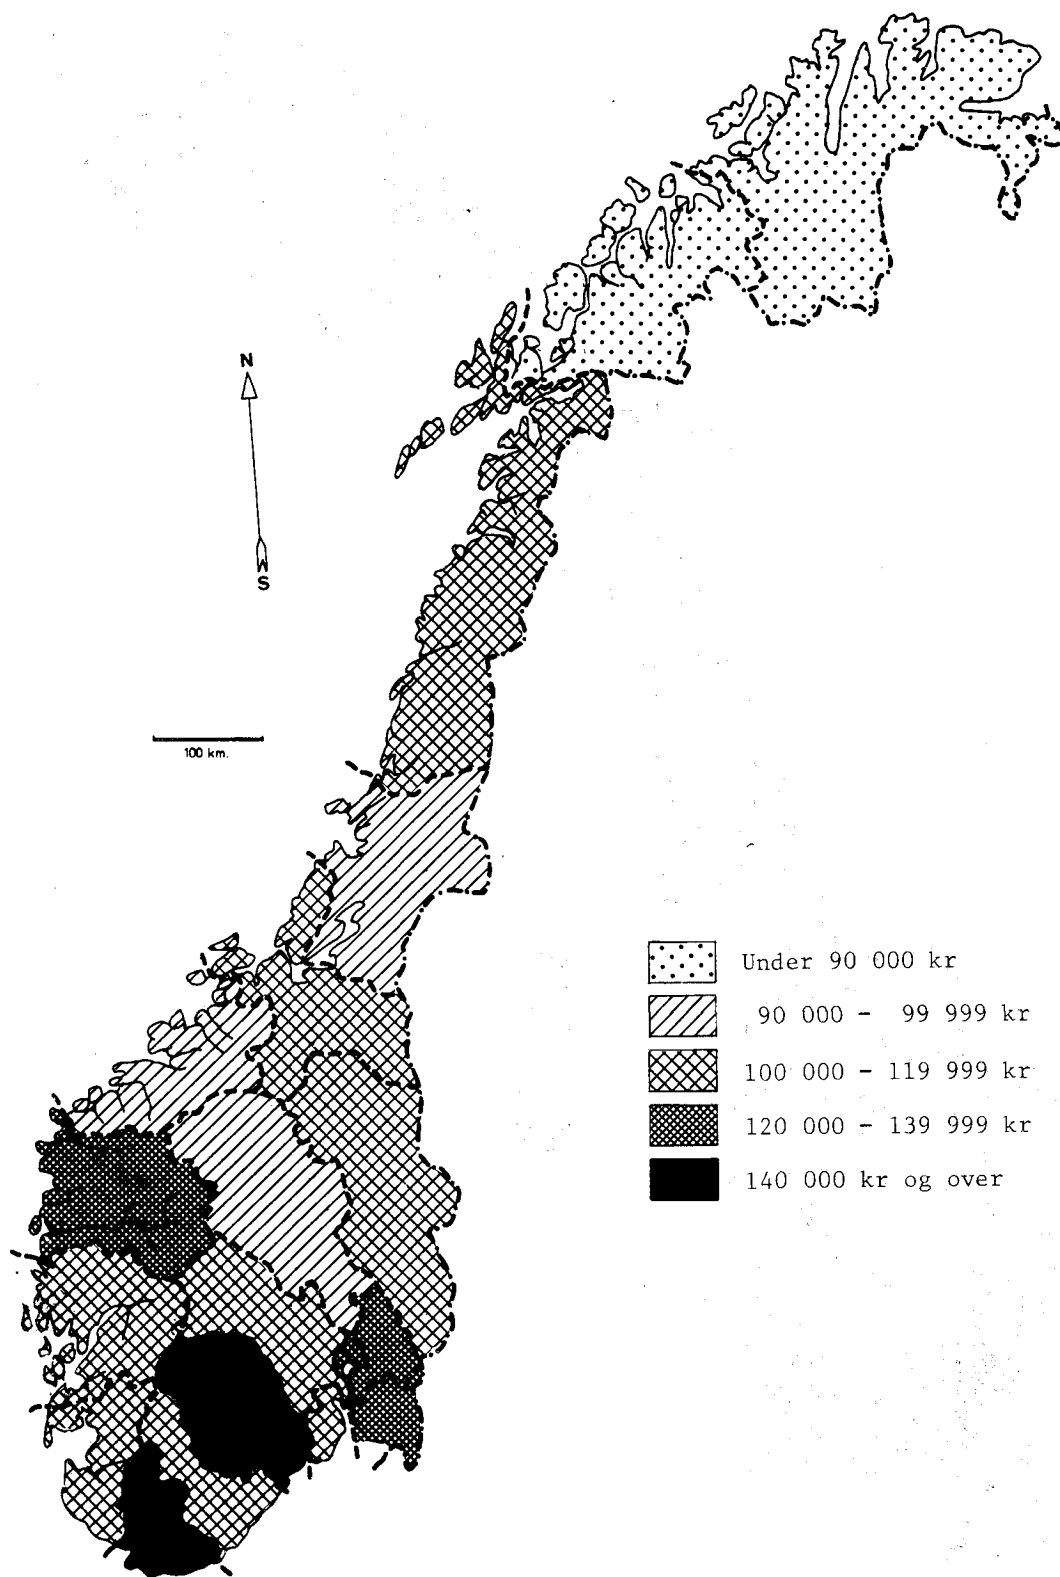 N
S
100 km.
Under 90 000 kr
90 000 - 99 999 kr
100 000 - 119 999 kr
120 000 - 139 999 kr
140 000 kr og over